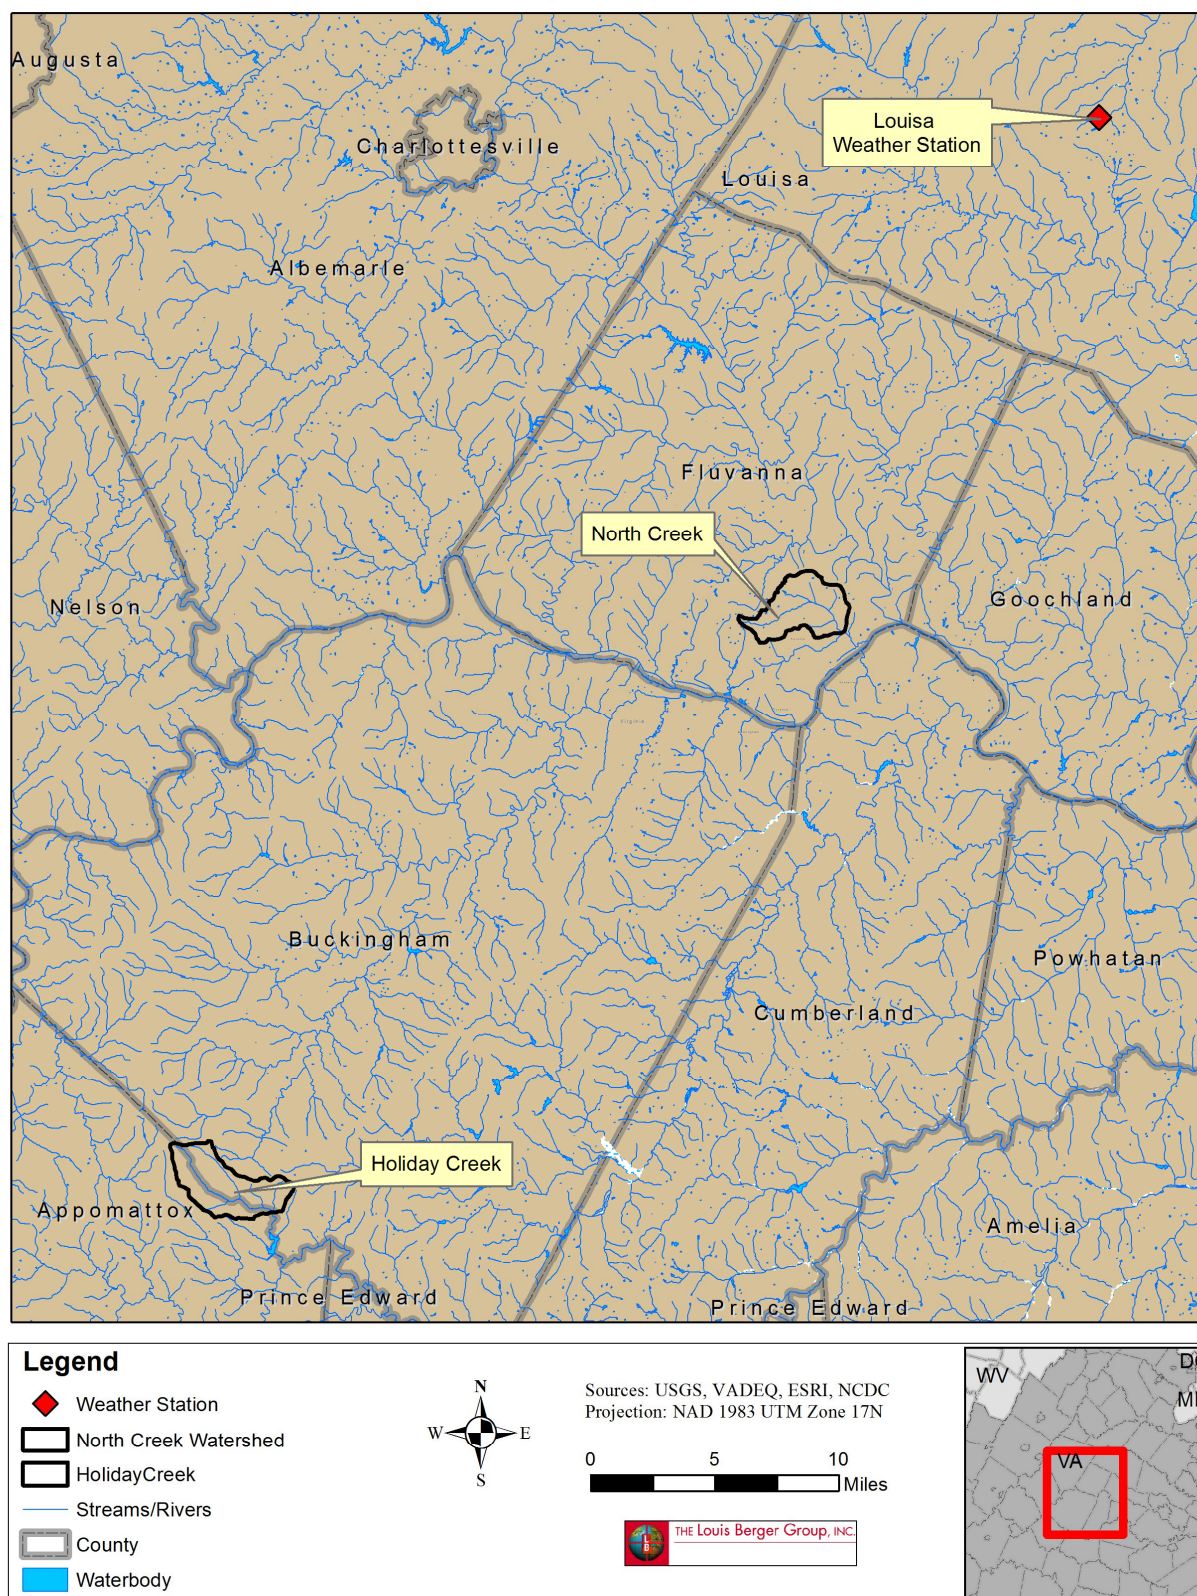 Augusta
Charlottesville
Louisa
Weather Station
Louisa
Albemarle
Fluvanna
North Creek
Nelson
Goochland
Virginia
Buckingham
Powhatan
Cumberland
Holiday Creek
Appomattox
Amelia
Prince Edward
Prince Edward
Legend
Weather Station
North Creek Watershed
HolidayCreek
Streams/Rivers
County
Waterbody
N
W E
S
Sources: USGS, VADEQ, ESRI, NCDC
Projection: NAD 1983 UTM Zone 17N
0 5 10
Miles
L
B
THE Louis Berger Group, INC.
WV
VA